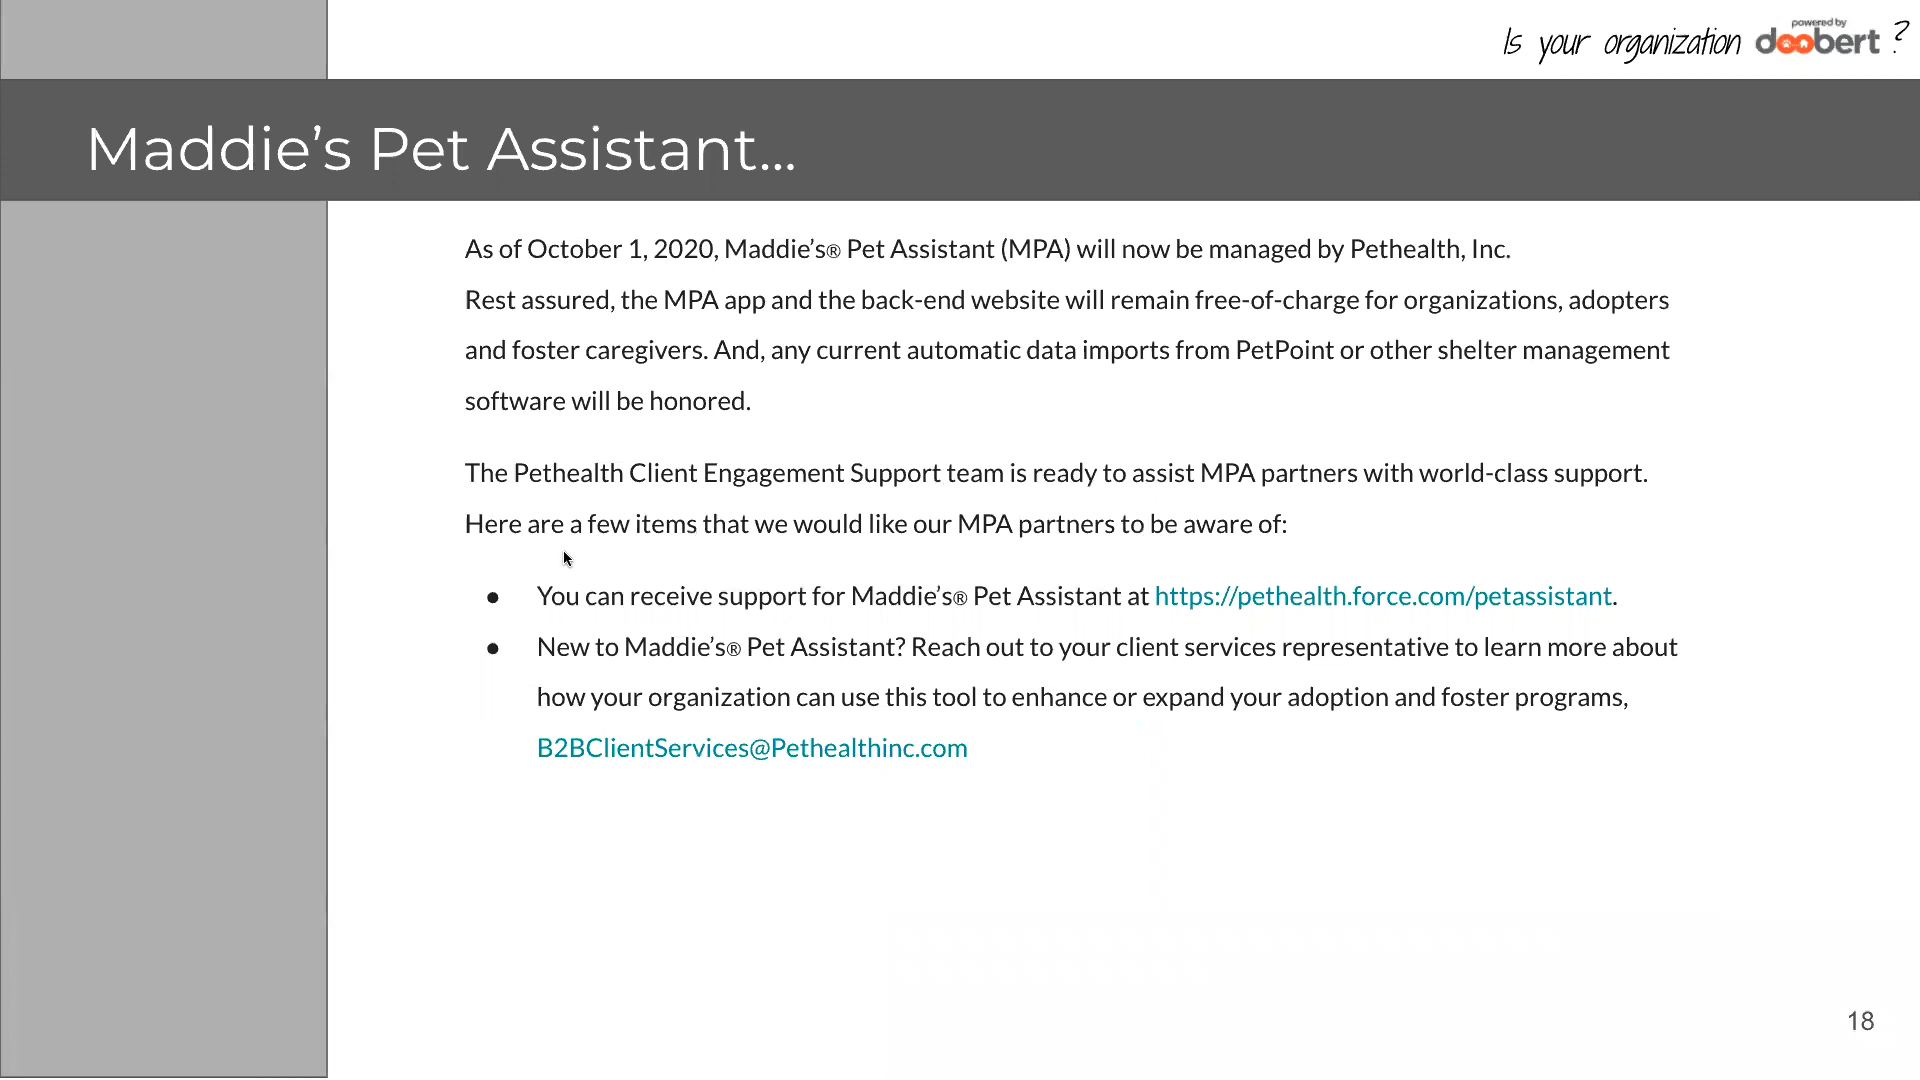 powered by
Is your organization doobert ?
Maddie’s Pet Assistant...
As of October 1, 2020, Maddie’s® Pet Assistant (MPA) will now be managed by Pethealth, Inc.
Rest assured, the MPA app and the back-end website will remain free-of-charge for organizations, adopters
and foster caregivers. And, any current automatic data imports from PetPoint or other shelter management
software will be honored.
The Pethealth Client Engagement Support team is ready to assist MPA partners with world-class support.
Here are a few items that we would like our MPA partners to be aware of:
● You can receive support for Maddie’s® Pet Assistant at https://pethealth.force.com/petassistant.
● New to Maddie’s® Pet Assistant? Reach out to your client services representative to learn more about
how your organization can use this tool to enhance or expand your adoption and foster programs,
B2BClientServices@Pethealthinc.com
18